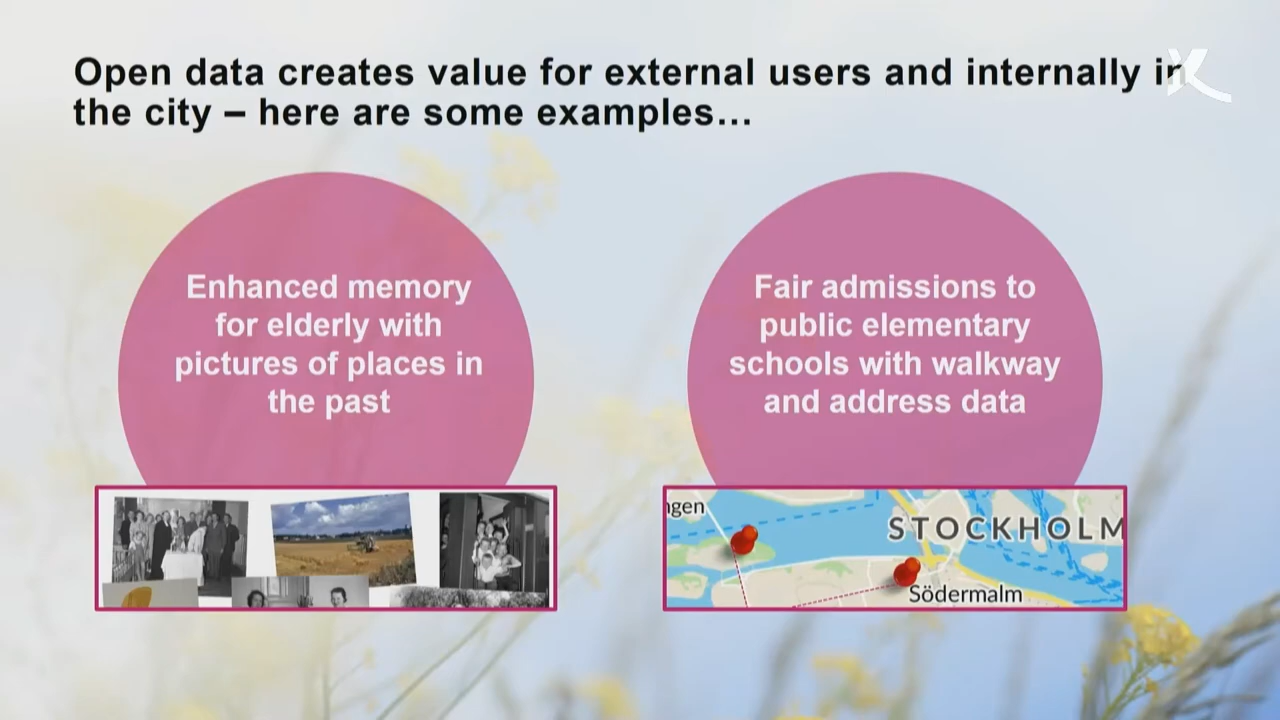 Open data creates value for external users and internally in
the city – here are some examples…
Enhanced memory
for elderly with
pictures of places in
the past
Fair admissions to
public elementary
schools with walkway
and address data
ngen
STOCKHOLM
Södermalm